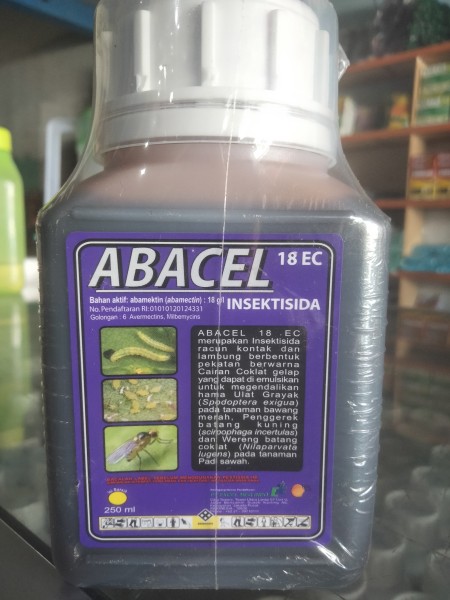 ABACEL 18 EC
Bahan aktif: abamektin (abamectin) : 18 g/l
INSEKTISIDA
No.Pendaftaran RI:01010120124331
Golongan : 6 Avermectins, Milbemycins
ABACEL 18 EC
merupakan Insektisida
racun kontak dan
lambung berbentuk
pekatan berwarna
Cairan Coklat gelap
yang dapat di emulsikan
untuk megendalikan
hama Ulat Grayak
(Spodoptera exigua)
pada tanaman bawang
merah, Penggerek
batang kuning
(scirpophaga incertulas)
dan Wereng batang
coklat (Nilaparvata
lugens) pada tanaman
Padi sawah.
250 ml